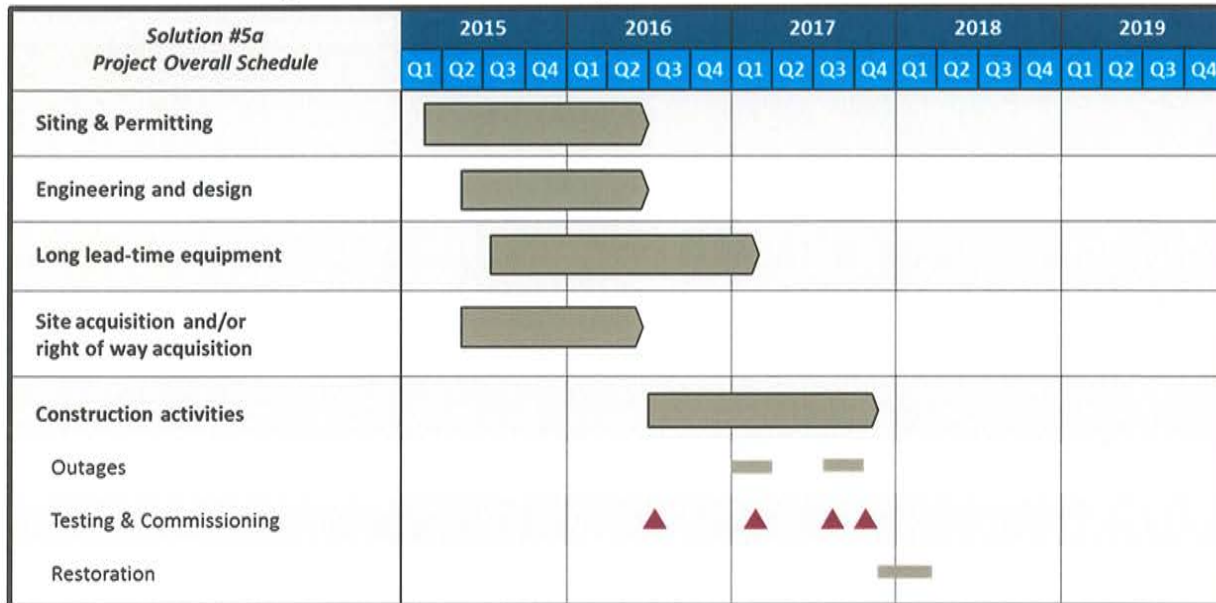 Solution #5a
Project Overall Schedule
2015 2016 2017 2018 2019
Q1 Q2 Q3 Q4 Q1 Q2 Q3 Q4 Q1 Q2 Q3 Q4 Q1 Q2 Q3 Q4 Q1 Q2 Q3 Q4
Siting & Permitting
Engineering and design
Long lead-time equipment
Site acquisition and/or
right of way acquisition
Construction activities
Outages
Testing & Commissioning
Restoration